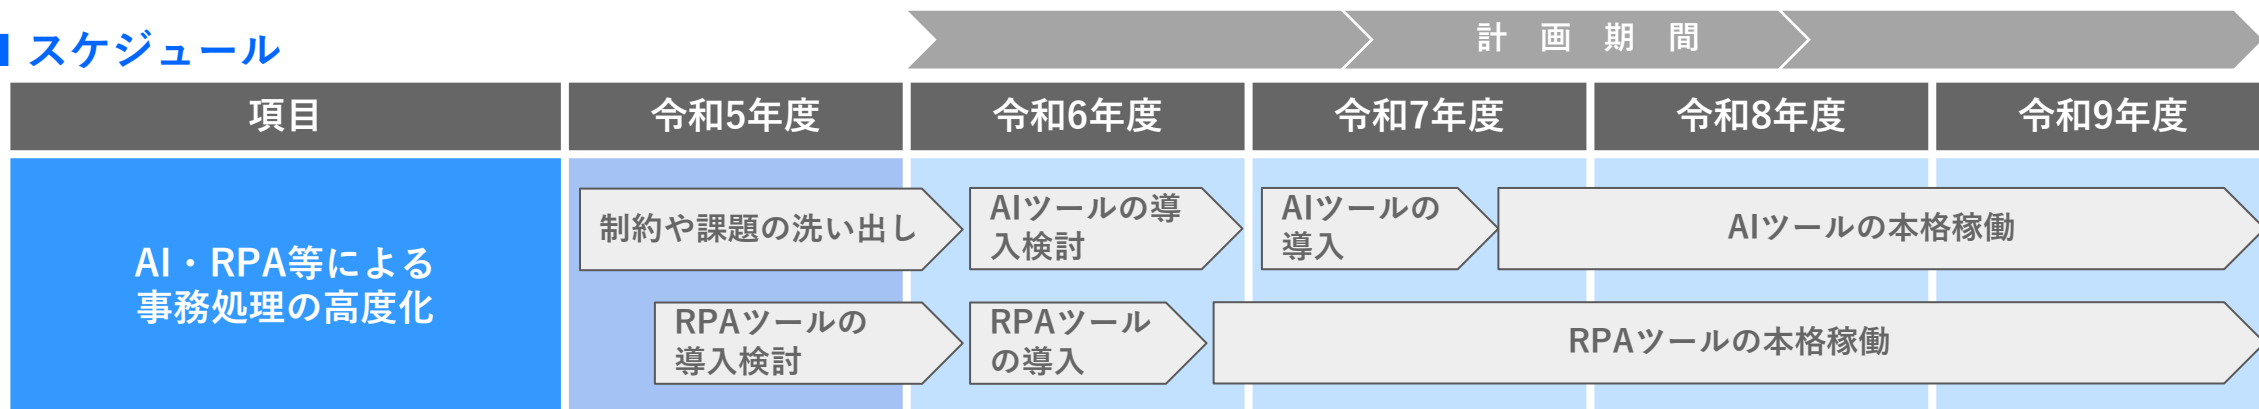 スケジュール
計 画 期 間
項目
令和5年度
令和6年度
令和7年度
令和8年度
令和9年度
AI・RPA等による
事務処理の高度化
制約や課題の洗い出し
AIツールの導
入検討
AIツールの
導入
AIツールの本格稼働
RPAツールの
導入検討
RPAツール
の導入
RPAツールの本格稼働